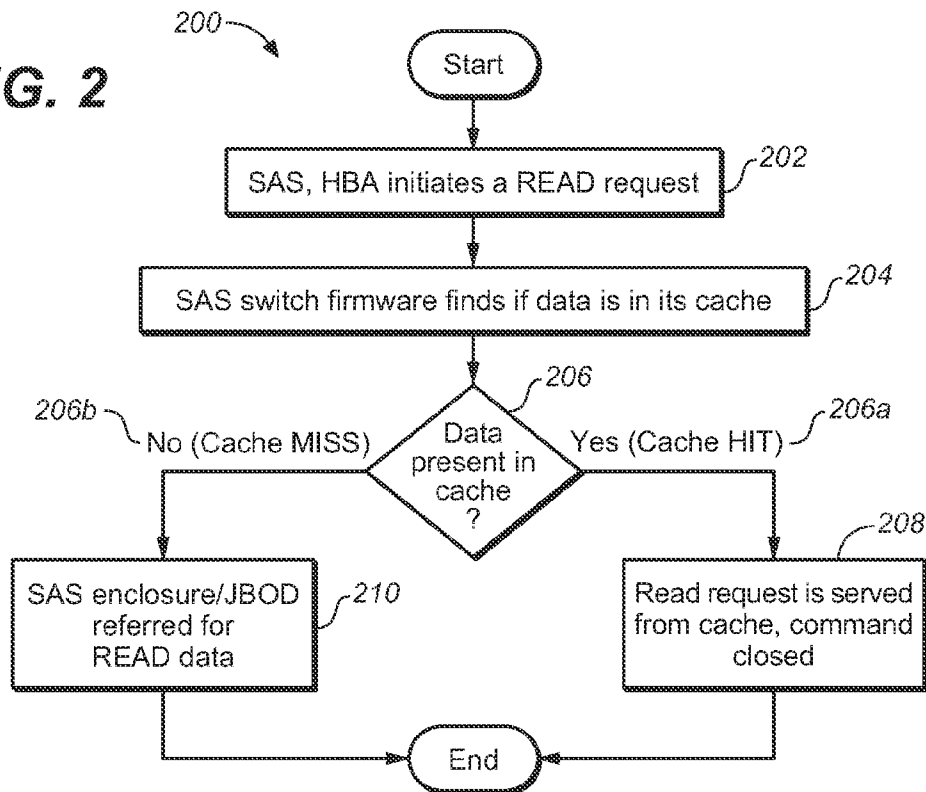 200
G. 2
Start
202
SAS, HBA initiates a READ request
204
SAS switch firmware finds if data is in its cache
206
206b
206a
No (Cache MISS)
Data
present in
cache
?
Yes (Cache HIT)
208
SAS enclosure/JBOD
referred for
READ data
210
Read request is served
from cache, command
closed
End